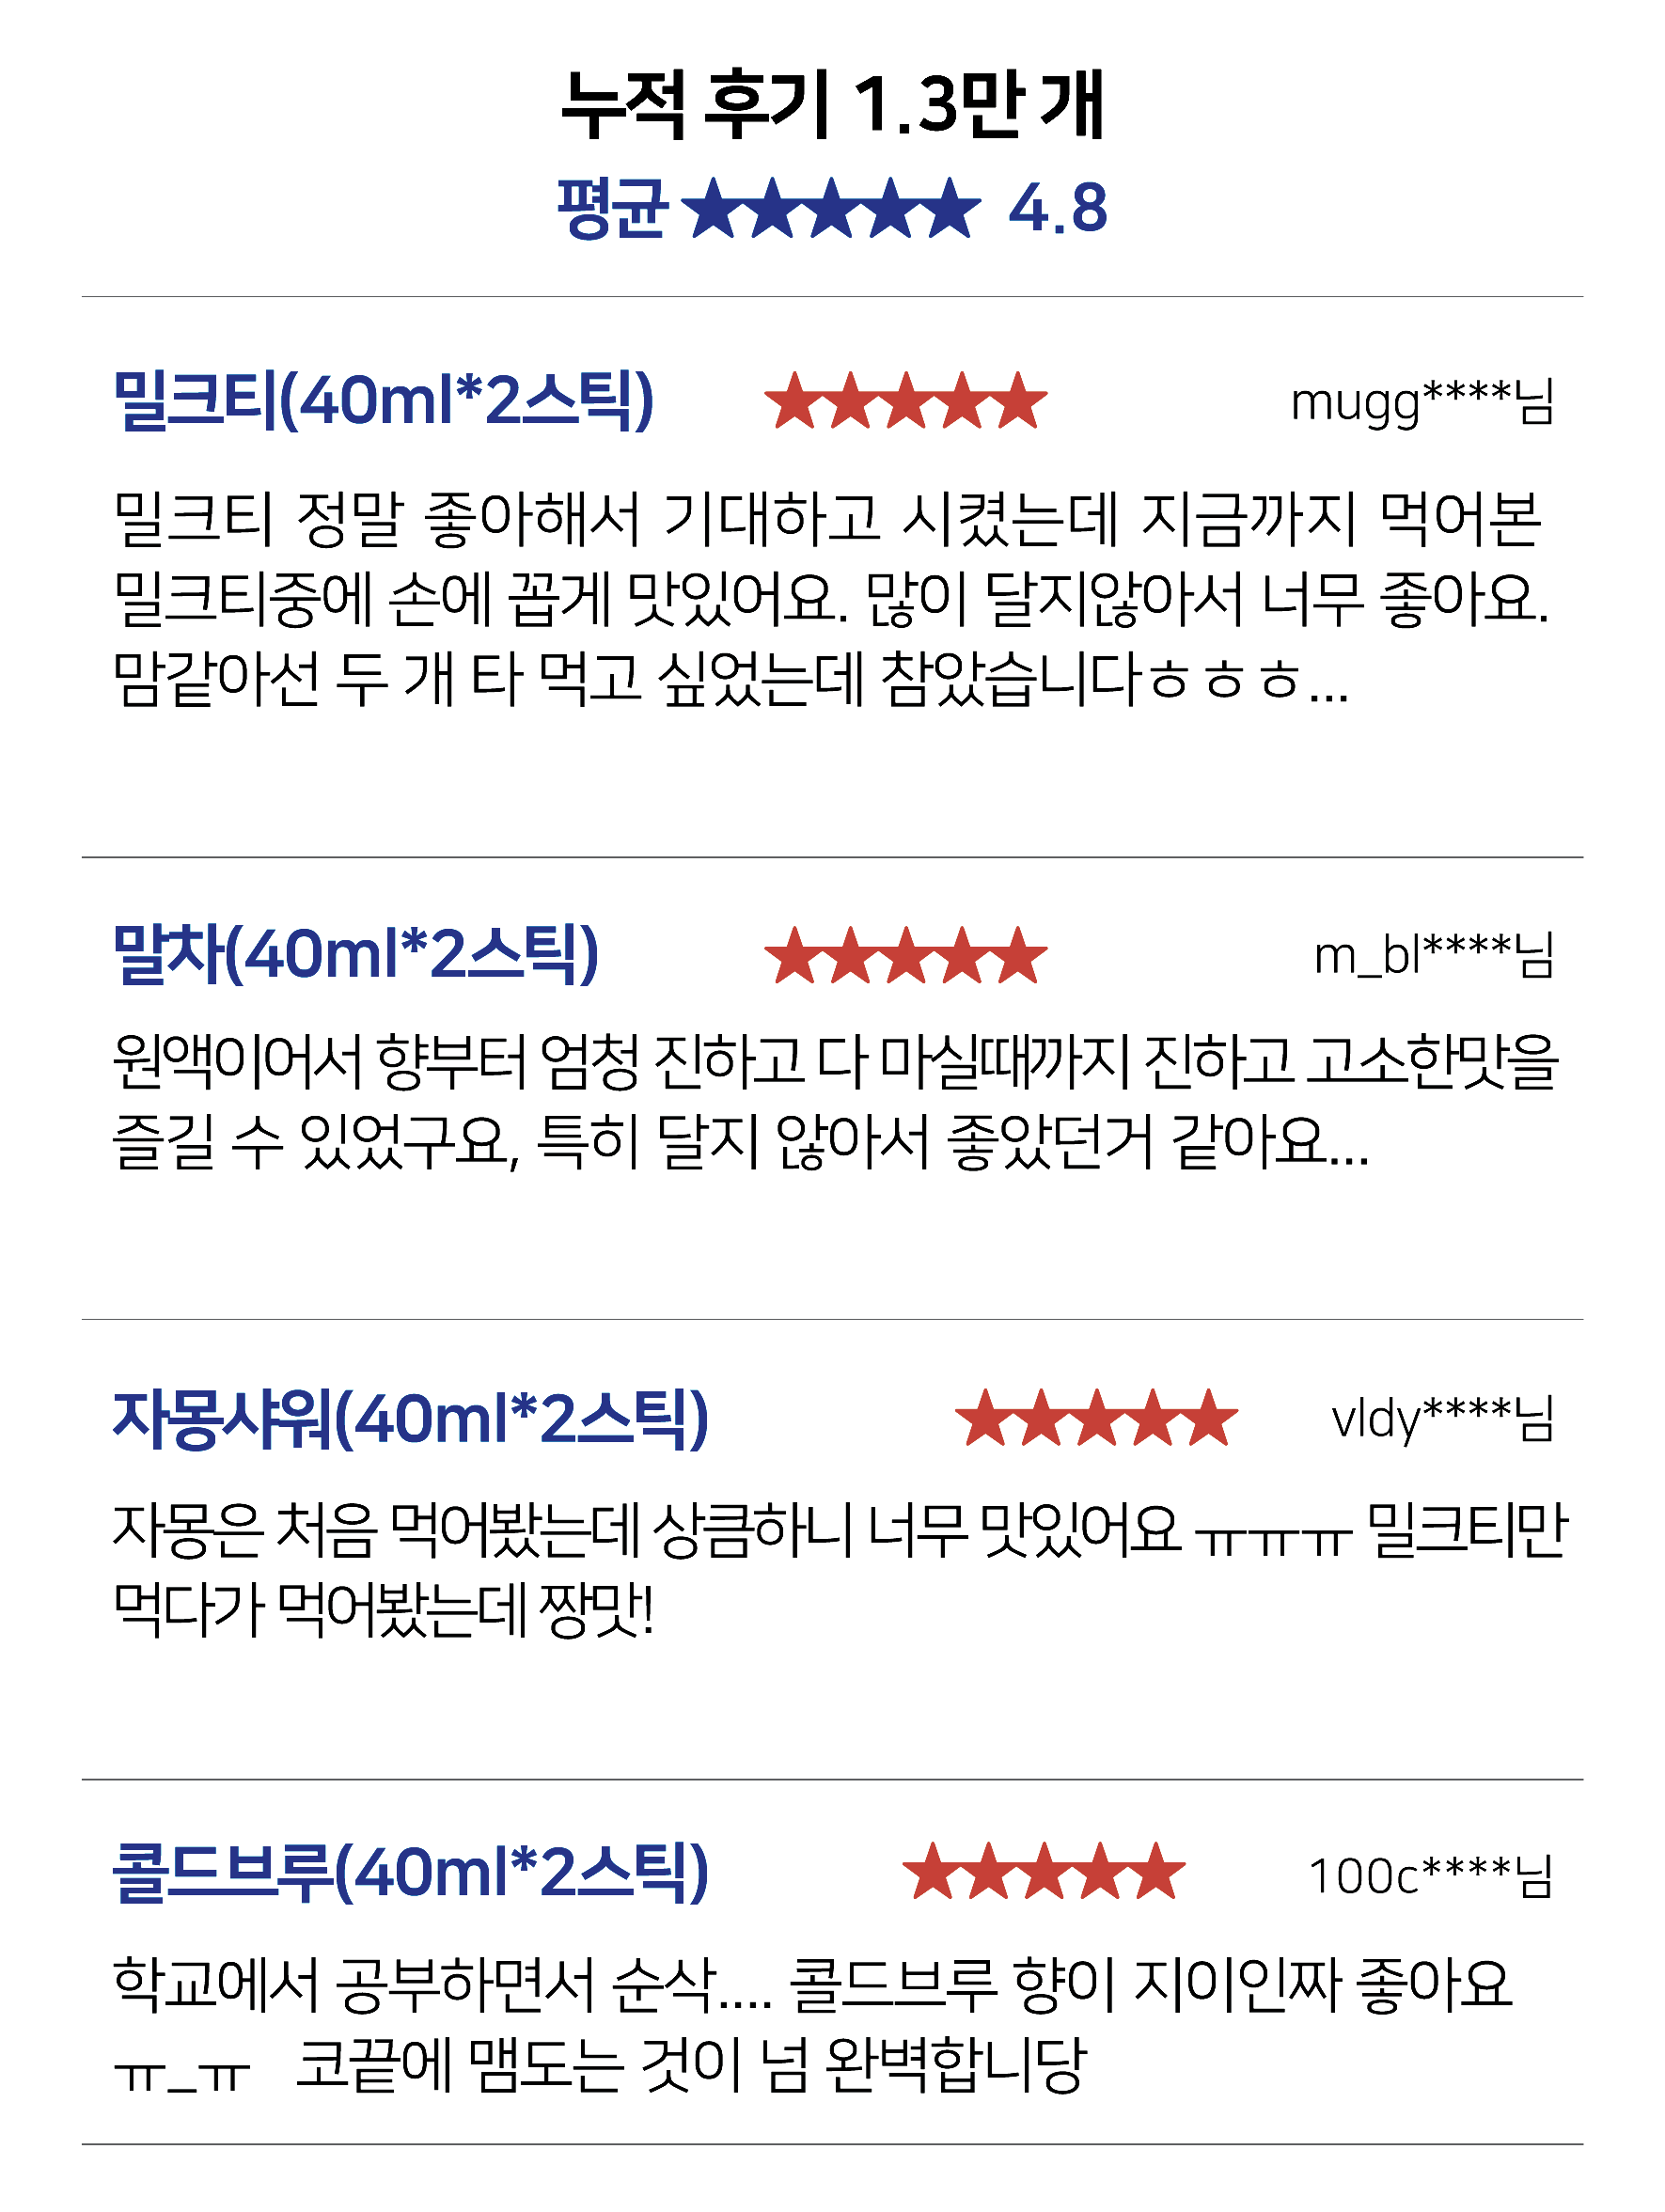 누적 후기 1.3만 개
평균 ★★★★★ 4.8
밀크티(40ml*2스틱) ★★★★★ mugg****님
밀크티 정말 좋아해서 기대하고 시켰는데 지금까지 먹어본
밀크티중에 손에 꼽게 맛있어요. 많이 달지않아서 너무 좋아요.
맘같아선 두 개 타 먹고 싶었는데 참았습니다ㅎㅎㅎ...
말차(40ml*2스틱) ★★★★★ m_bl****님
원액이어서 향부터 엄청 진하고 다 마실때까지 진하고 고소한맛을
즐길 수 있었구요, 특히 달지 않아서 좋았던거 같아요...
자몽샤워(40ml*2스틱) ★★★★★ vldy****님
자몽은 처음 먹어봤는데 상큼하니 너무 맛있어요 ㅠㅠㅠ 밀크티만
먹다가 먹어봤는데 짱맛!
콜드브루(40ml*2스틱) ★★★★★ 100c****님
학교에서 공부하면서 순삭.... 콜드브루 향이 지이인짜 좋아요
ㅠ_ㅠ 코끝에 맴도는 것이 넘 완벽합니당